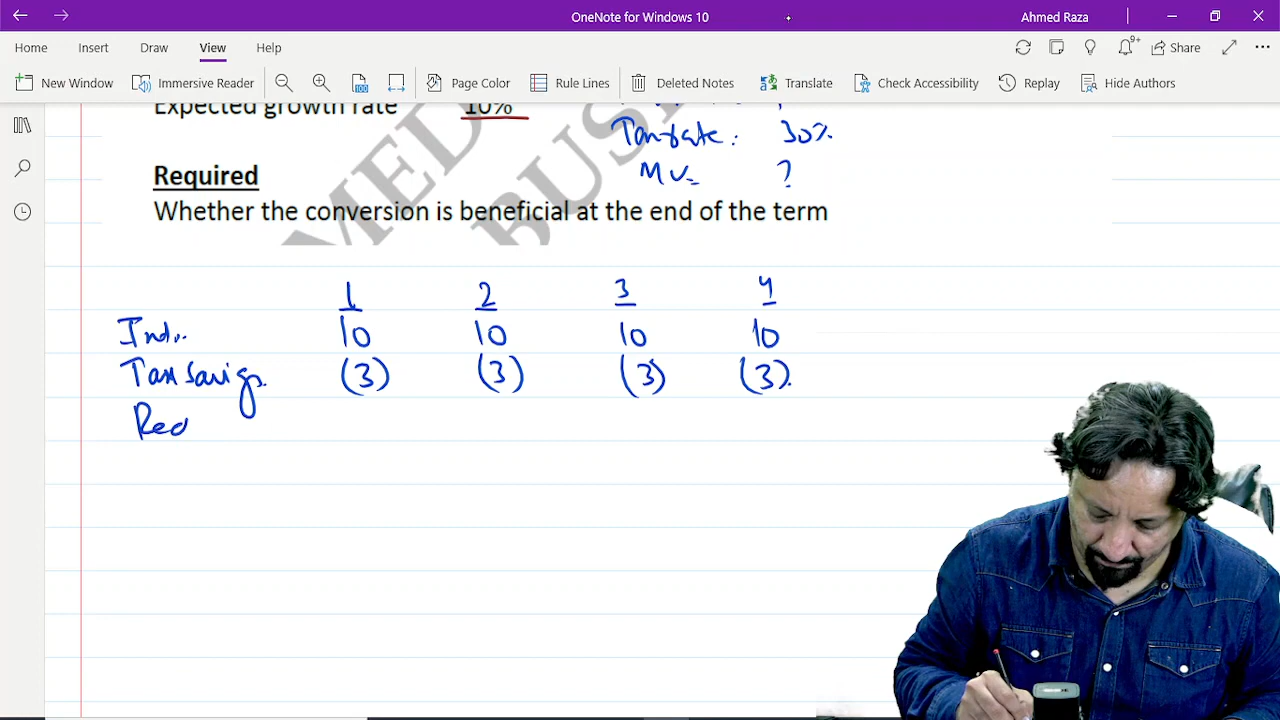 OneNote for Windows 10
Ahmed Raza
Home Insert Draw View Help
9+ Share
New Window Immersive Reader 100 Page Color Rule Lines Deleted Notes Translate Check Accessibility Replay Hide Authors
Expected growth rate 10%
Tax rate : 30%
MV= ?
Required
Whether the conversion is beneficial at the end of the term
1 2 3 4
Int. 10 10 10 10
Tax Savings. (3) (3) (3) (3).
Red